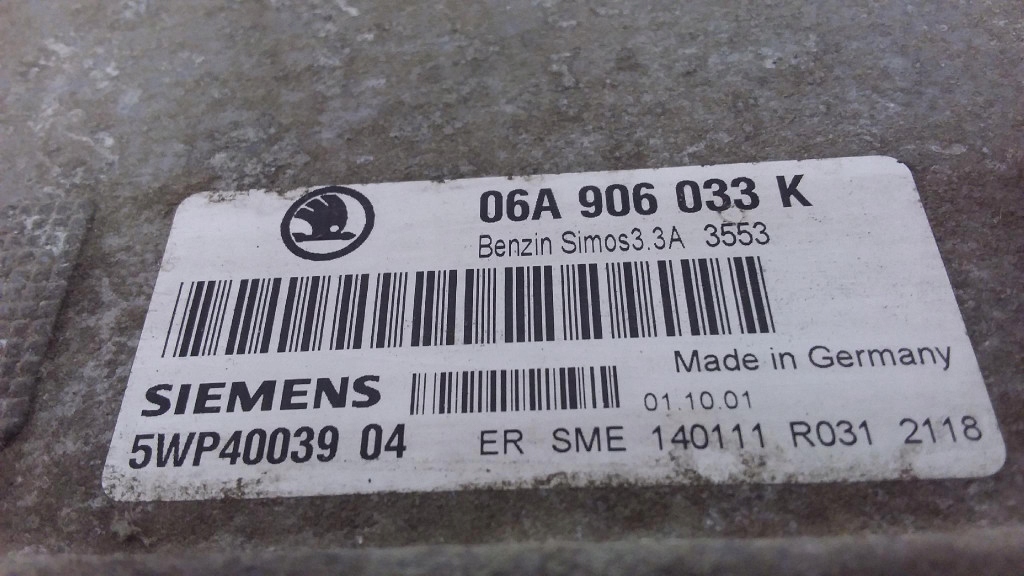 06A 906 033 K
Benzin Simos3.3A 3553
Made in Germany
SIEMENS
01.10.01
5WP40039 04
ER SME 140111 R031 2118